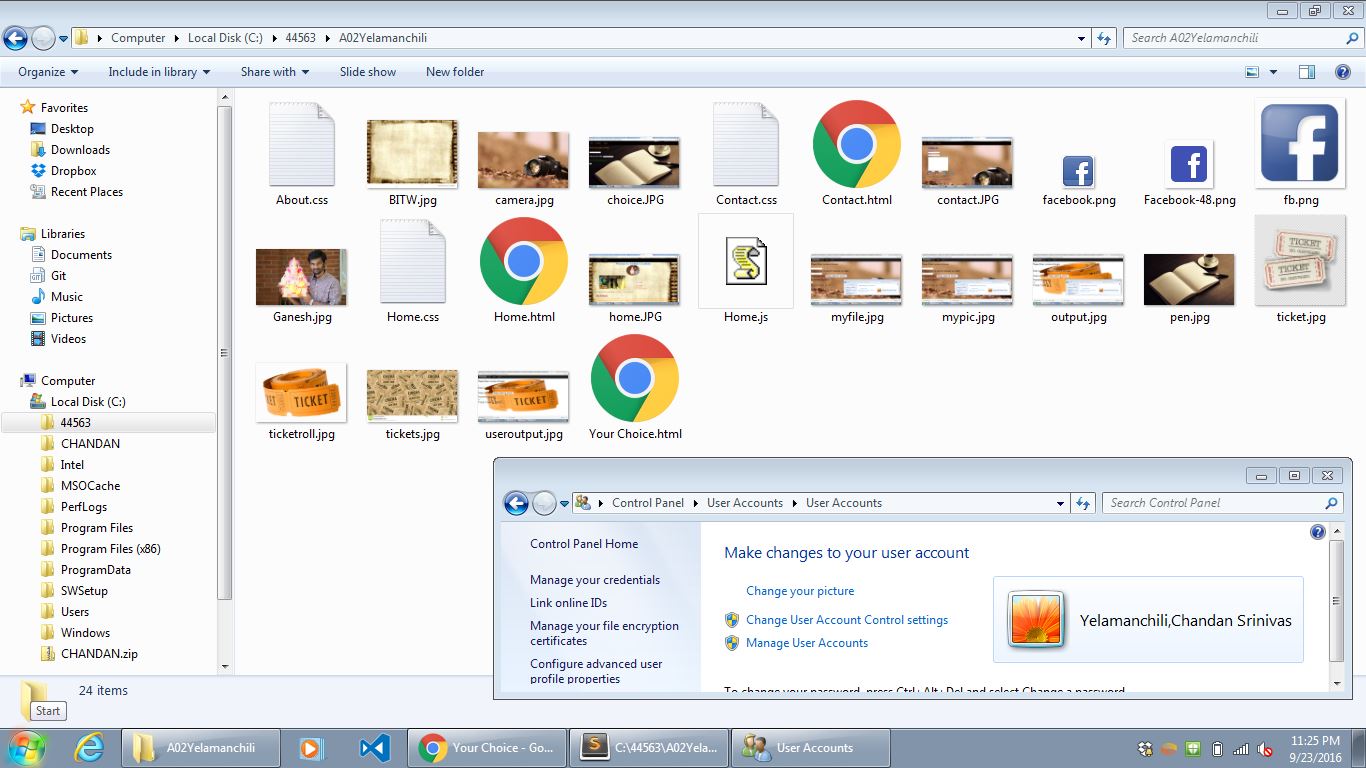 Computer Local Disk (C:) 44563 A02Yelamanchili Search A02Yelamanchili
Organize Include in library Share with Slide show New folder
Favorites
Desktop
Downloads
Dropbox
Recent Places
Libraries
Documents
Git
Music
Pictures
Videos
Computer
Local Disk (C:)
44563
CHANDAN
Intel
MSOCache
PerfLogs
Program Files
Program Files (x86)
ProgramData
SWSetup
Users
Windows
CHANDAN.zip
About.css BITW.jpg camera.jpg choice.JPG Contact.css Contact.html contact.JPG facebook.png Facebook-48.png fb.png
TICKET
TICKET
Ganesh.jpg Home.css Home.html home.JPG Home.js myfile.jpg mypic.jpg output.jpg pen.jpg ticket.jpg
TICKET
ticketroll.jpg tickets.jpg useroutput.jpg Your Choice.html
Control Panel User Accounts User Accounts Search Control Panel
Control Panel Home
Manage your credentials
Link online IDs
Manage your file encryption
certificates
Configure advanced user
profile properties
Make changes to your user account
Change your picture
Change User Account Control settings
Manage User Accounts
Yelamanchili,Chandan Srinivas
To change your password, press Ctrl+Alt+Del and select Change a password.
24 items
Start
A02Yelamanchili Your Choice - Go... C:\44563\A02Yela... User Accounts
11:25 PM
9/23/2016